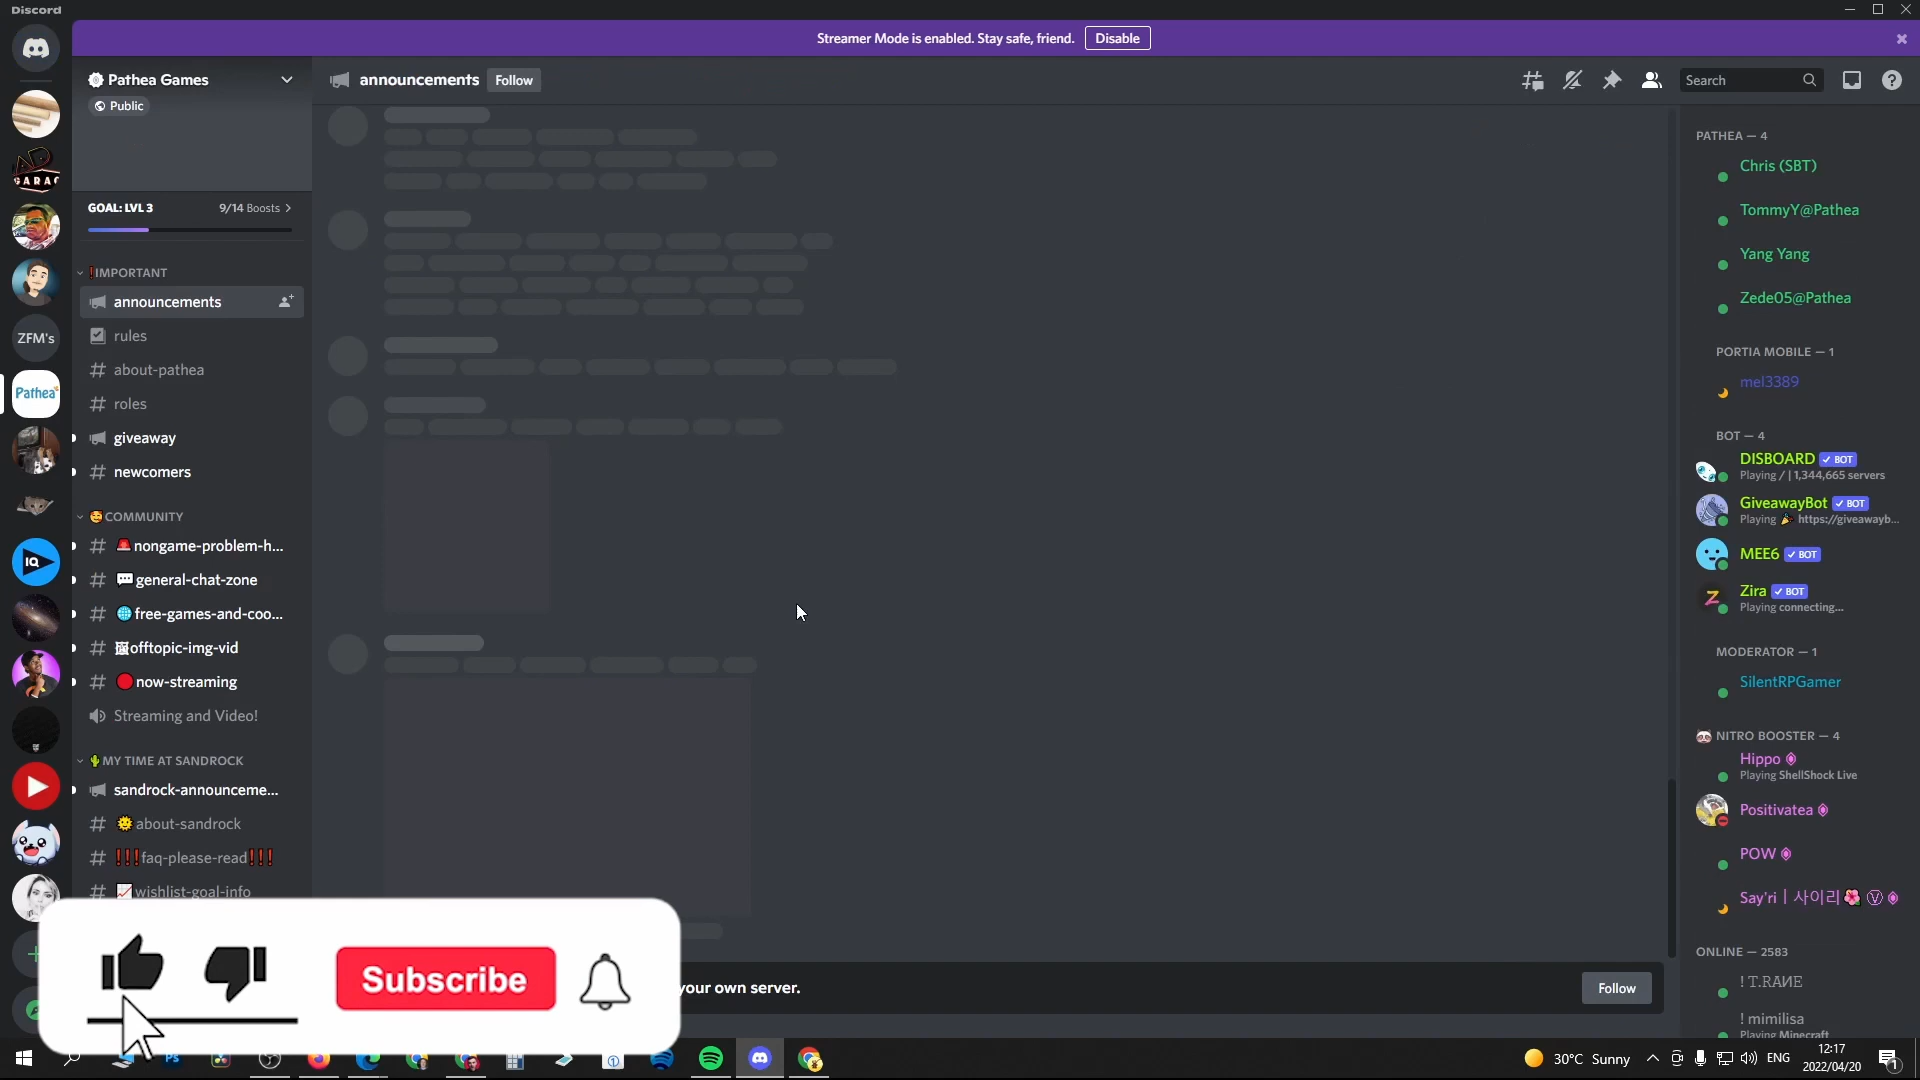 Discord
Streamer Mode is enabled. Stay safe, friend. Disable
Pathea Games
Public
GOAL: LVL 3 9/14 Boosts >
IMPORTANT
announcements
rules
# about-pathea
# roles
giveaway
# newcomers
🥰COMMUNITY
# 🚨nongame-problem-h...
# 💬general-chat-zone
# 🌐free-games-and-coo...
# 🖼offtopic-img-vid
# 🔴now-streaming
Streaming and Video!
🌵MY TIME AT SANDROCK
sandrock-announceme...
# 🌞about-sandrock
# ❗❗❗faq-please-read❗❗❗
# 📈wishlist-goal-info
ZFM's
Pathea
IQ
announcements Follow
Search
PATHEA — 4
Chris (SBT)
TommyY@Pathea
Yang Yang
Zede05@Pathea
PORTIA MOBILE — 1
mel3389
BOT — 4
DISBOARD ✓ BOT
Playing / | 1,344,665 servers
GiveawayBot ✓ BOT
Playing 🎉 https://giveawayb...
MEE6 ✓ BOT
Zira ✓ BOT
Playing connecting...
MODERATOR — 1
SilentRPGamer
NITRO BOOSTER — 4
Hippo
Playing ShellShock Live
Positivatea
POW
Say'ri | 사이리🌺 Ⓥ
ONLINE — 2583
! T.RAИE
! mimilisa
Playing Minecraft
your own server. Follow
Subscribe
30°C Sunny ENG
12:17
2022/04/20